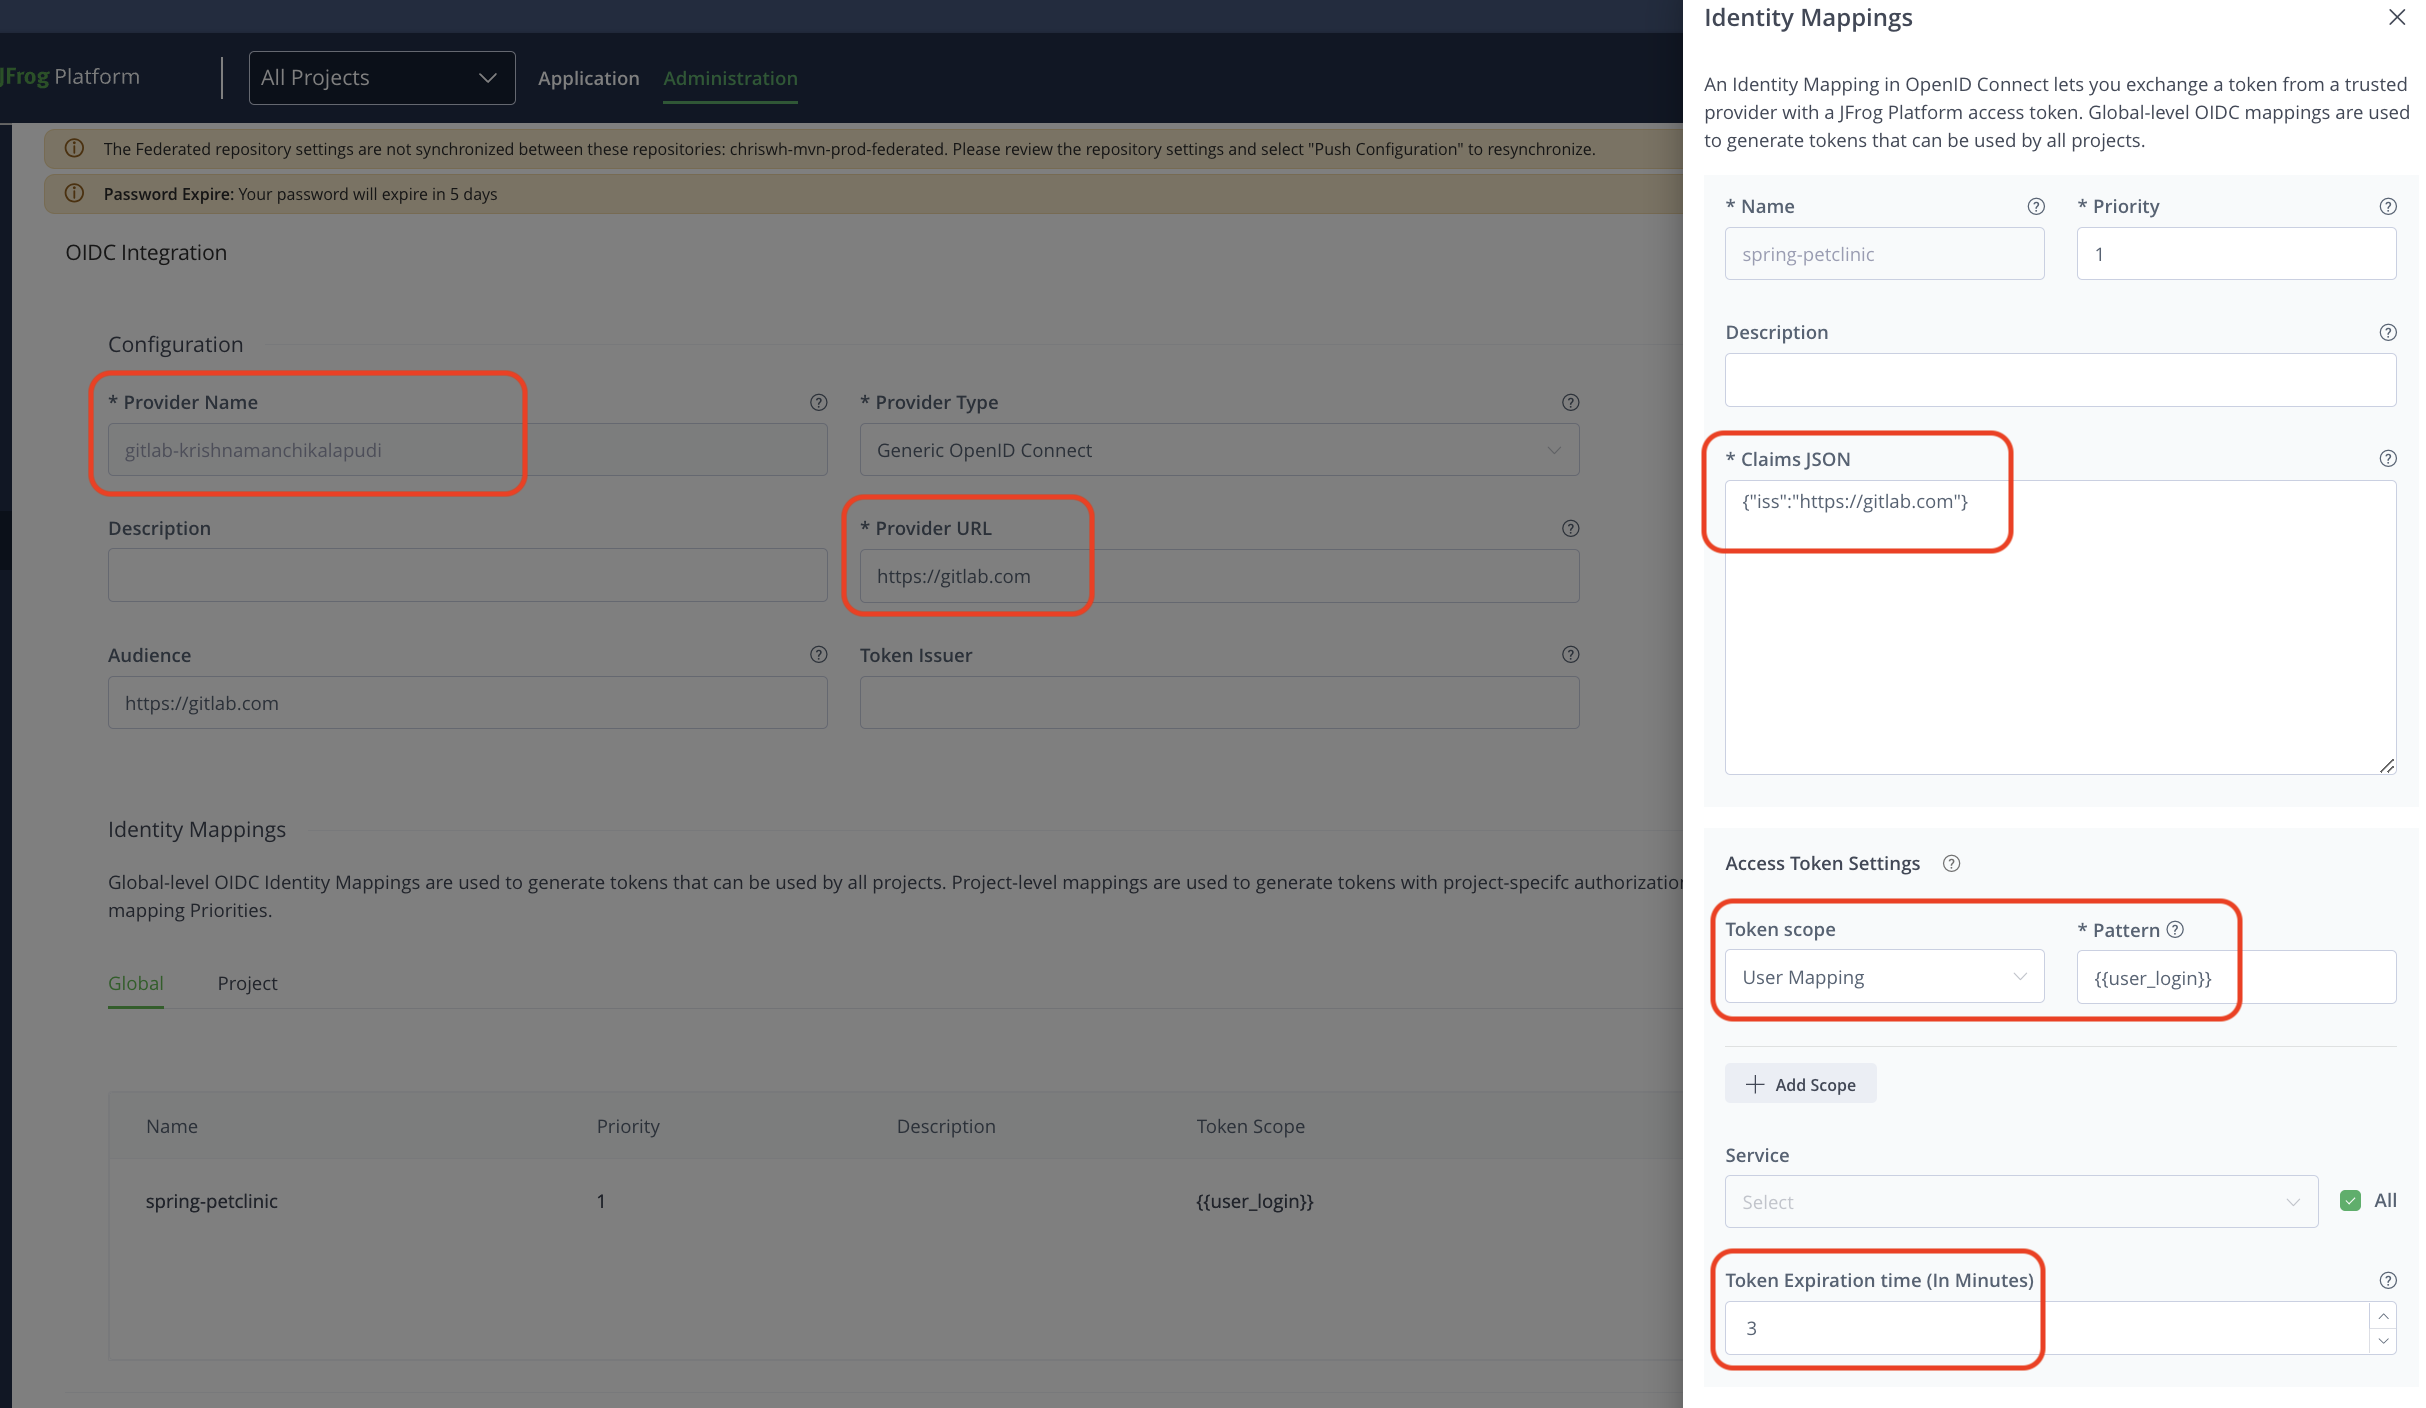 JFrog Platform
All Projects
Application
Administration
The Federated repository settings are not synchronized between these repositories: chriswh-mvn-prod-federated. Please review the repository settings and select "Push Configuration" to resynchronize.
Password Expire: Your password will expire in 5 days
OIDC Integration
Configuration
* Provider Name
gitlab-krishnamanchikalapudi
* Provider Type
Generic OpenID Connect
Description
* Provider URL
https://gitlab.com
Audience
https://gitlab.com
Token Issuer
Identity Mappings
Global-level OIDC Identity Mappings are used to generate tokens that can be used by all projects. Project-level mappings are used to generate tokens with project-specifc authorization
mapping Priorities.
Global
Project
Name
Priority
Description
Token Scope
spring-petclinic
1
{{user_login}}
Identity Mappings
An Identity Mapping in OpenID Connect lets you exchange a token from a trusted
provider with a JFrog Platform access token. Global-level OIDC mappings are used
to generate tokens that can be used by all projects.
* Name
spring-petclinic
* Priority
1
Description
* Claims JSON
{"iss":"https://gitlab.com"}
Access Token Settings
Token scope
User Mapping
* Pattern
{{user_login}}
Add Scope
Service
Select
All
Token Expiration time (In Minutes)
3